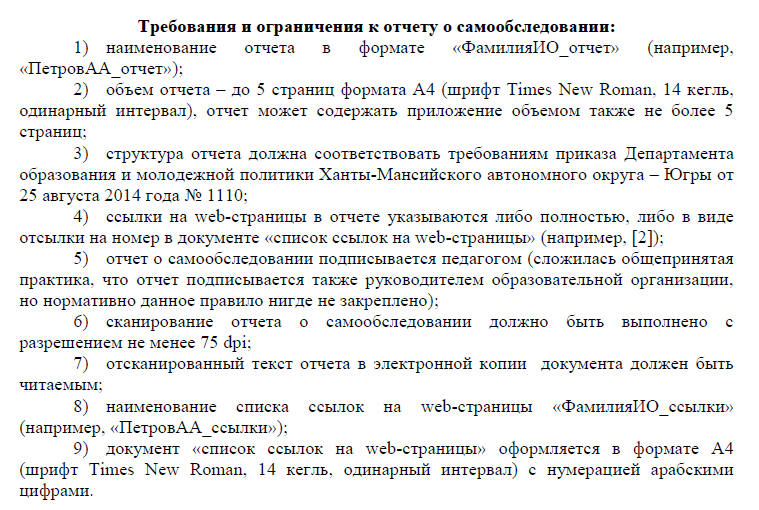 Требования и ограничения к отчету о самообследовании:
1) наименование отчета в формате «ФамилияИО_отчет» (например,
«ПетровАА_отчет»);
2) объем отчета – до 5 страниц формата А4 (шрифт Times New Roman, 14 кегль,
одинарный интервал), отчет может содержать приложение объемом также не более 5
страниц;
3) структура отчета должна соответствовать требованиям приказа Департамента
образования и молодежной политики Ханты-Мансийского автономного округа – Югры от
25 августа 2014 года № 1110;
4) ссылки на web-страницы в отчете указываются либо полностью, либо в виде
отсылки на номер в документе «список ссылок на web-страницы» (например, [2]);
5) отчет о самообследовании подписывается педагогом (сложилась общепринятая
практика, что отчет подписывается также руководителем образовательной организации,
но нормативно данное правило нигде не закреплено);
6) сканирование отчета о самообследовании должно быть выполнено с
разрешением не менее 75 dpi;
7) отсканированный текст отчета в электронной копии документа должен быть
читаемым;
8) наименование списка ссылок на web-страницы «ФамилияИО_ссылки»
(например, «ПетровАА_ссылки»);
9) документ «список ссылок на web-страницы» оформляется в формате А4
(шрифт Times New Roman, 14 кегль, одинарный интервал) с нумерацией арабскими
цифрами.